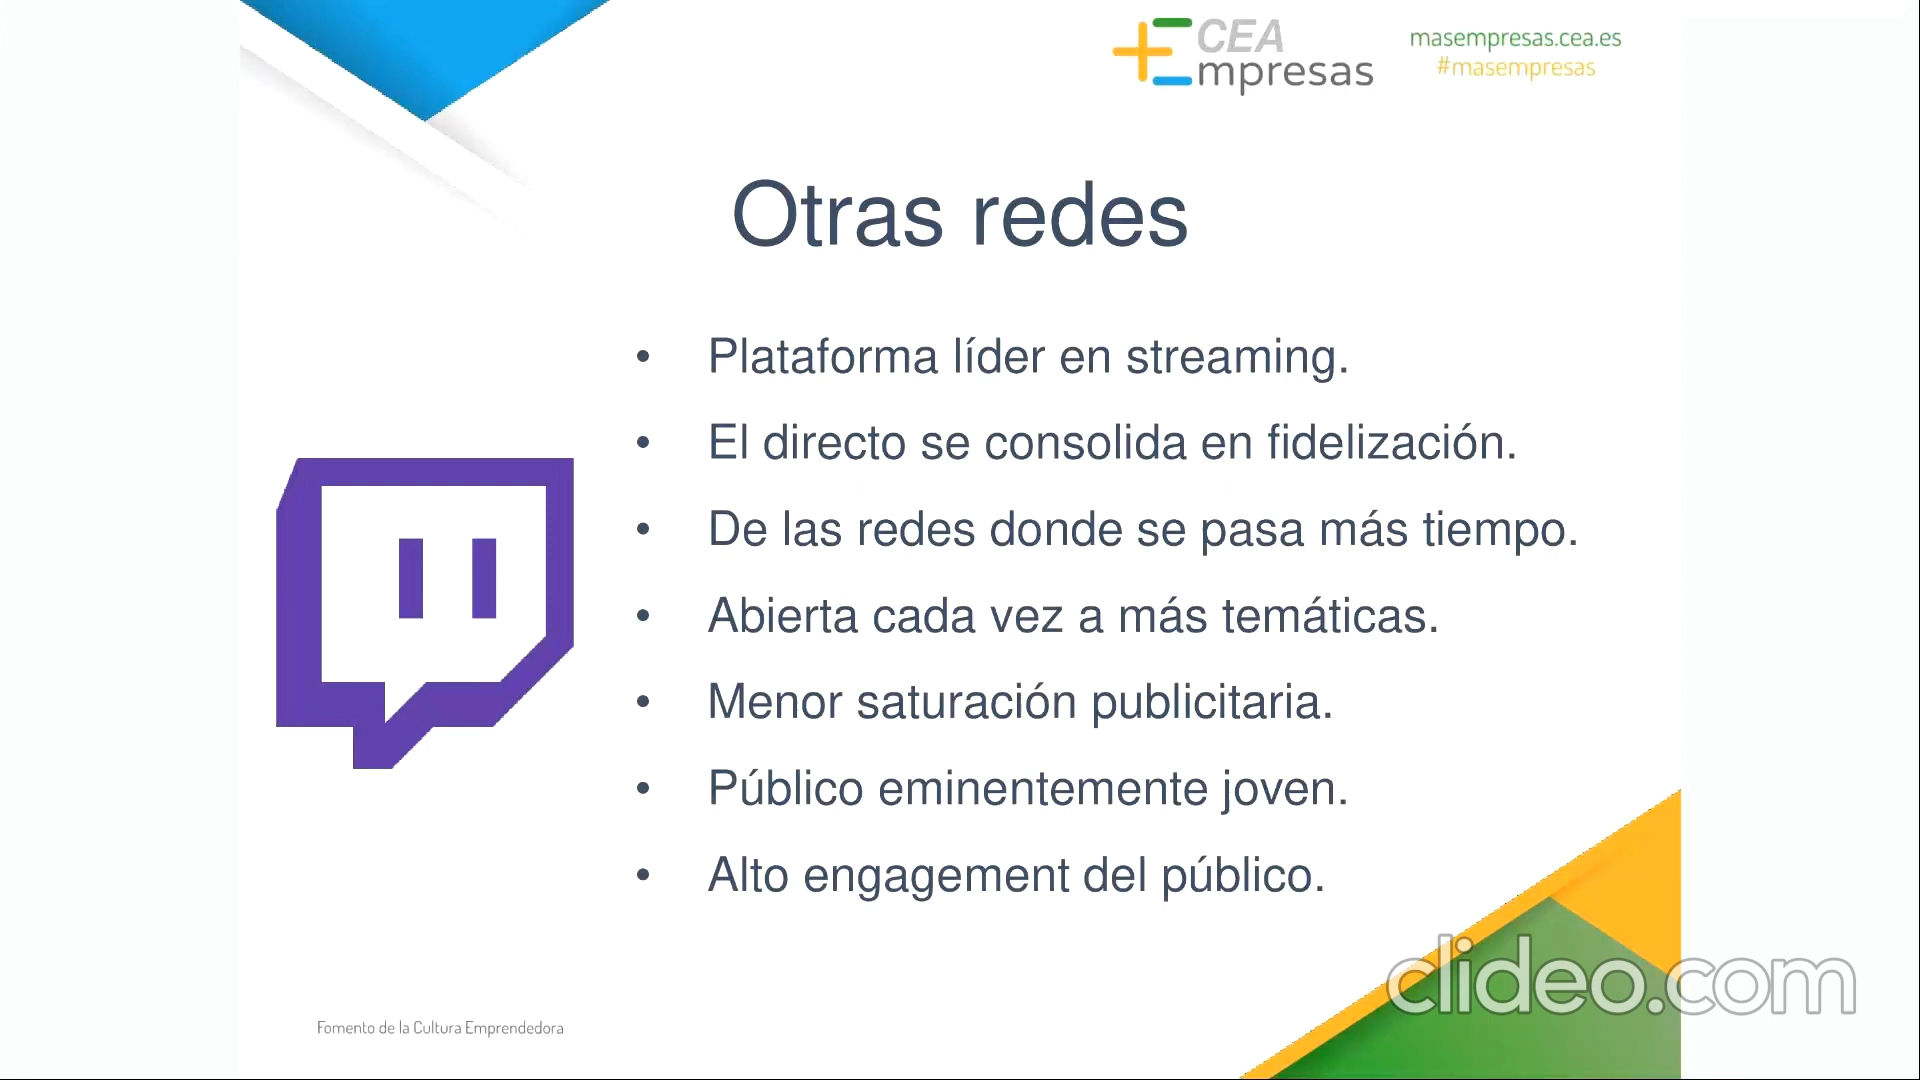 CEA
+Empresas
masempresas.cea.es
#masempresas
Otras redes
• Plataforma líder en streaming.
• El directo se consolida en fidelización.
• De las redes donde se pasa más tiempo.
• Abierta cada vez a más temáticas.
• Menor saturación publicitaria.
• Público eminentemente joven.
• Alto engagement del público.
clideo.com
Fomento de la Cultura Emprendedora